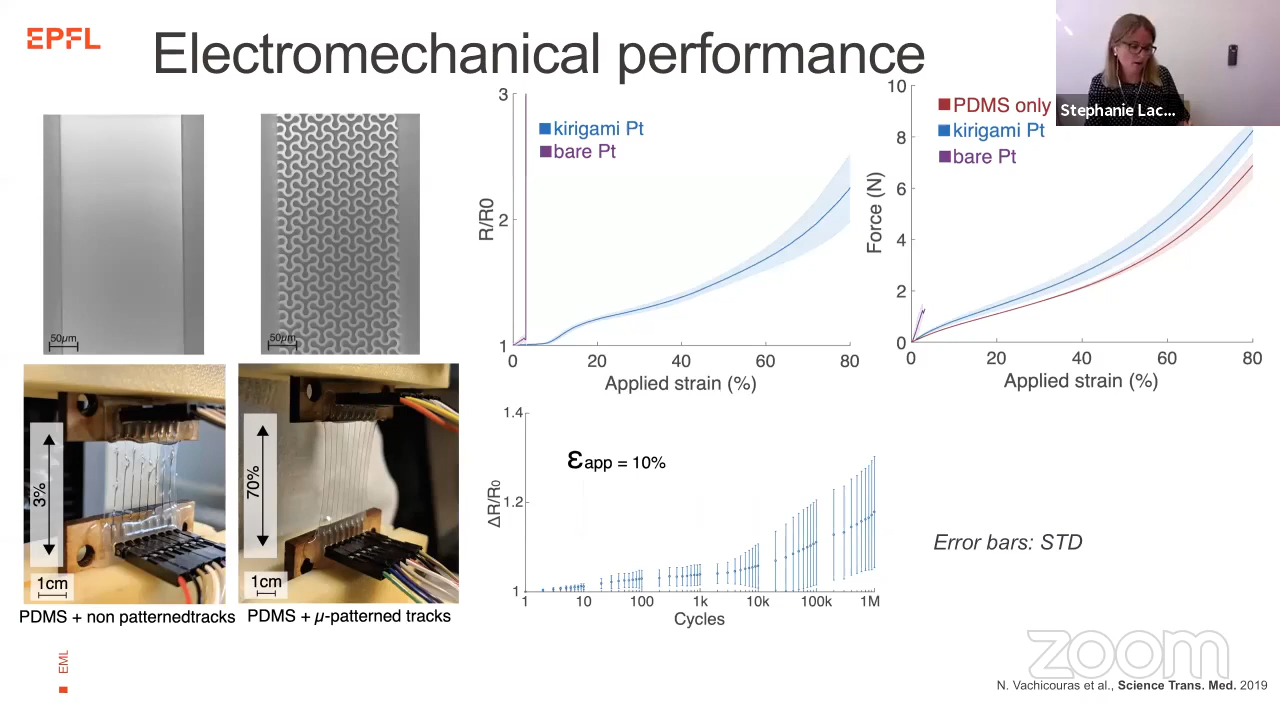 EPFL
Electromechanical performance
Stephanie Lac...
50µm
50µm
3%
1cm
70%
1cm
PDMS + non patternedtracks
PDMS + µ-patterned tracks
3
2
1
R/R0
kirigami Pt
bare Pt
0
20
40
60
80
Applied strain (%)
10
8
6
4
2
0
Force (N)
PDMS only
kirigami Pt
bare Pt
0
20
40
60
80
Applied strain (%)
1.4
1.2
1
ΔR/R₀
εapp = 10%
1
10
100
1k
10k
100k
1M
Cycles
Error bars: STD
EML
zoom
N. Vachicouras et al., Science Trans. Med. 2019